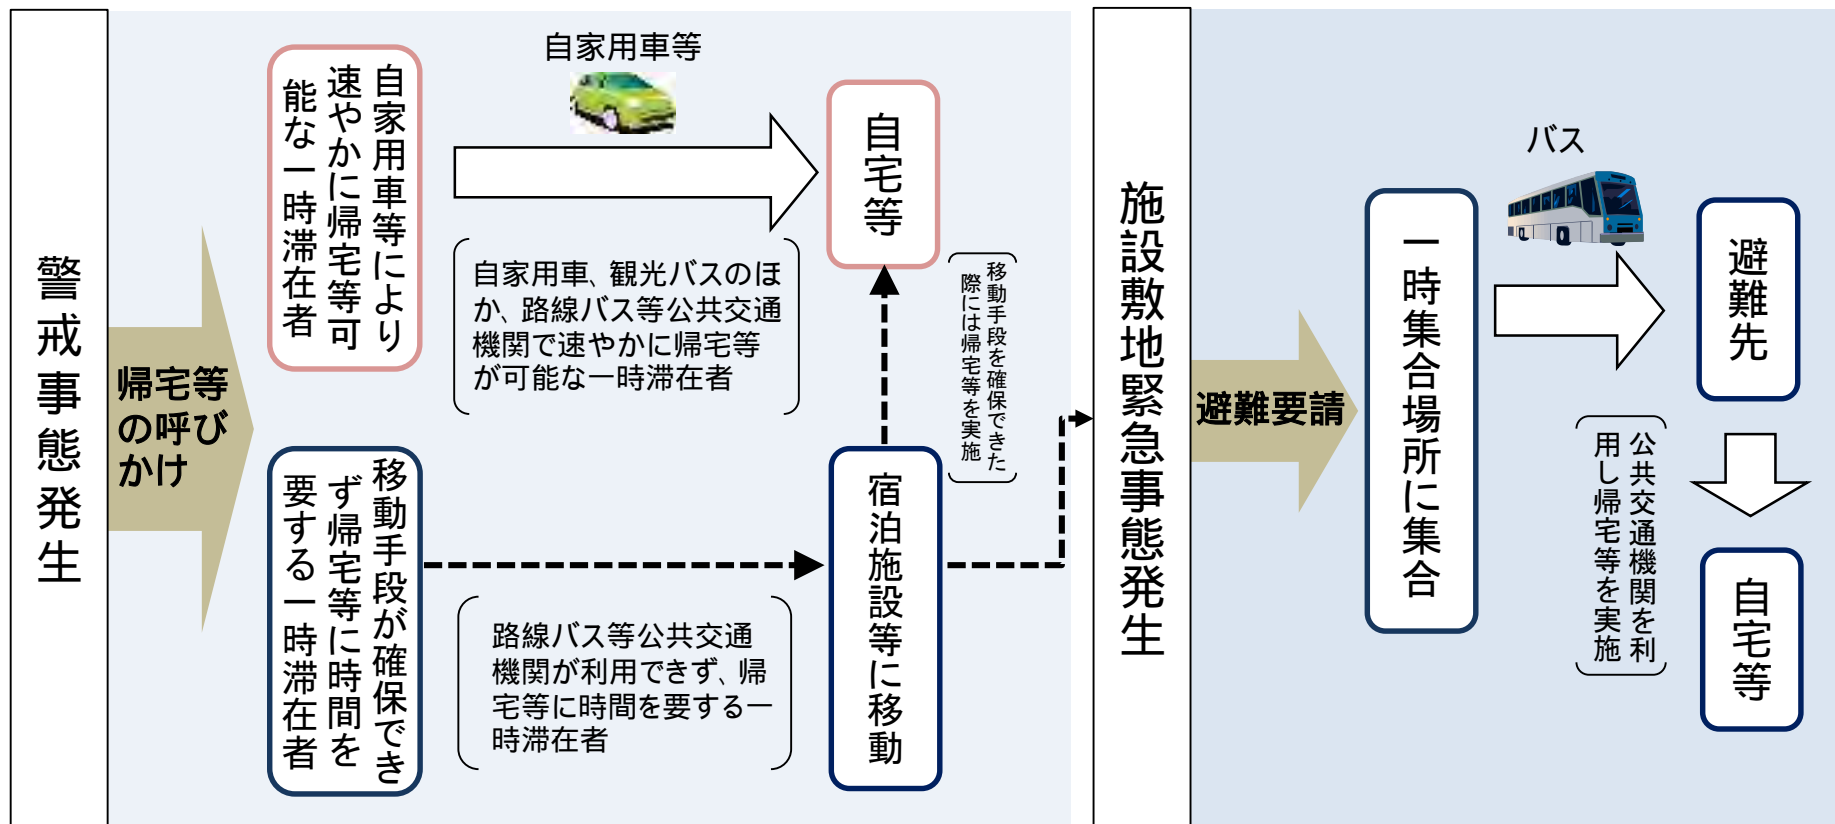 警戒事態発生
帰宅等
の呼び
かけ
自家用車等により
速やかに帰宅等可
能な一時滞在者
自家用車等
自宅等
自家用車、観光バスのほ
か、路線バス等公共交通
機関で速やかに帰宅等
が可能な一時滞在者
移動手段を確保できた
際には帰宅等を実施
移動手段が確保でき
ず帰宅等に時間を
要する一時滞在者
路線バス等公共交通
機関が利用できず、帰
宅等に時間を要する一
時滞在者
宿泊施設等に移動
施設敷地緊急事態発生
避難要請
一時集合場所に集合
バス
避難先
公共交通機関を利
用し帰宅等を実施
自宅等